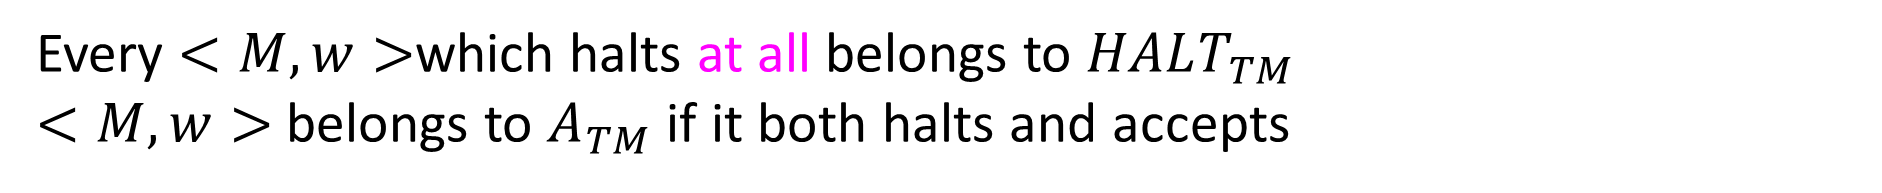 Every < M, w >which halts at all belongs to HALT_TM
< M, w > belongs to A_TM if it both halts and accepts